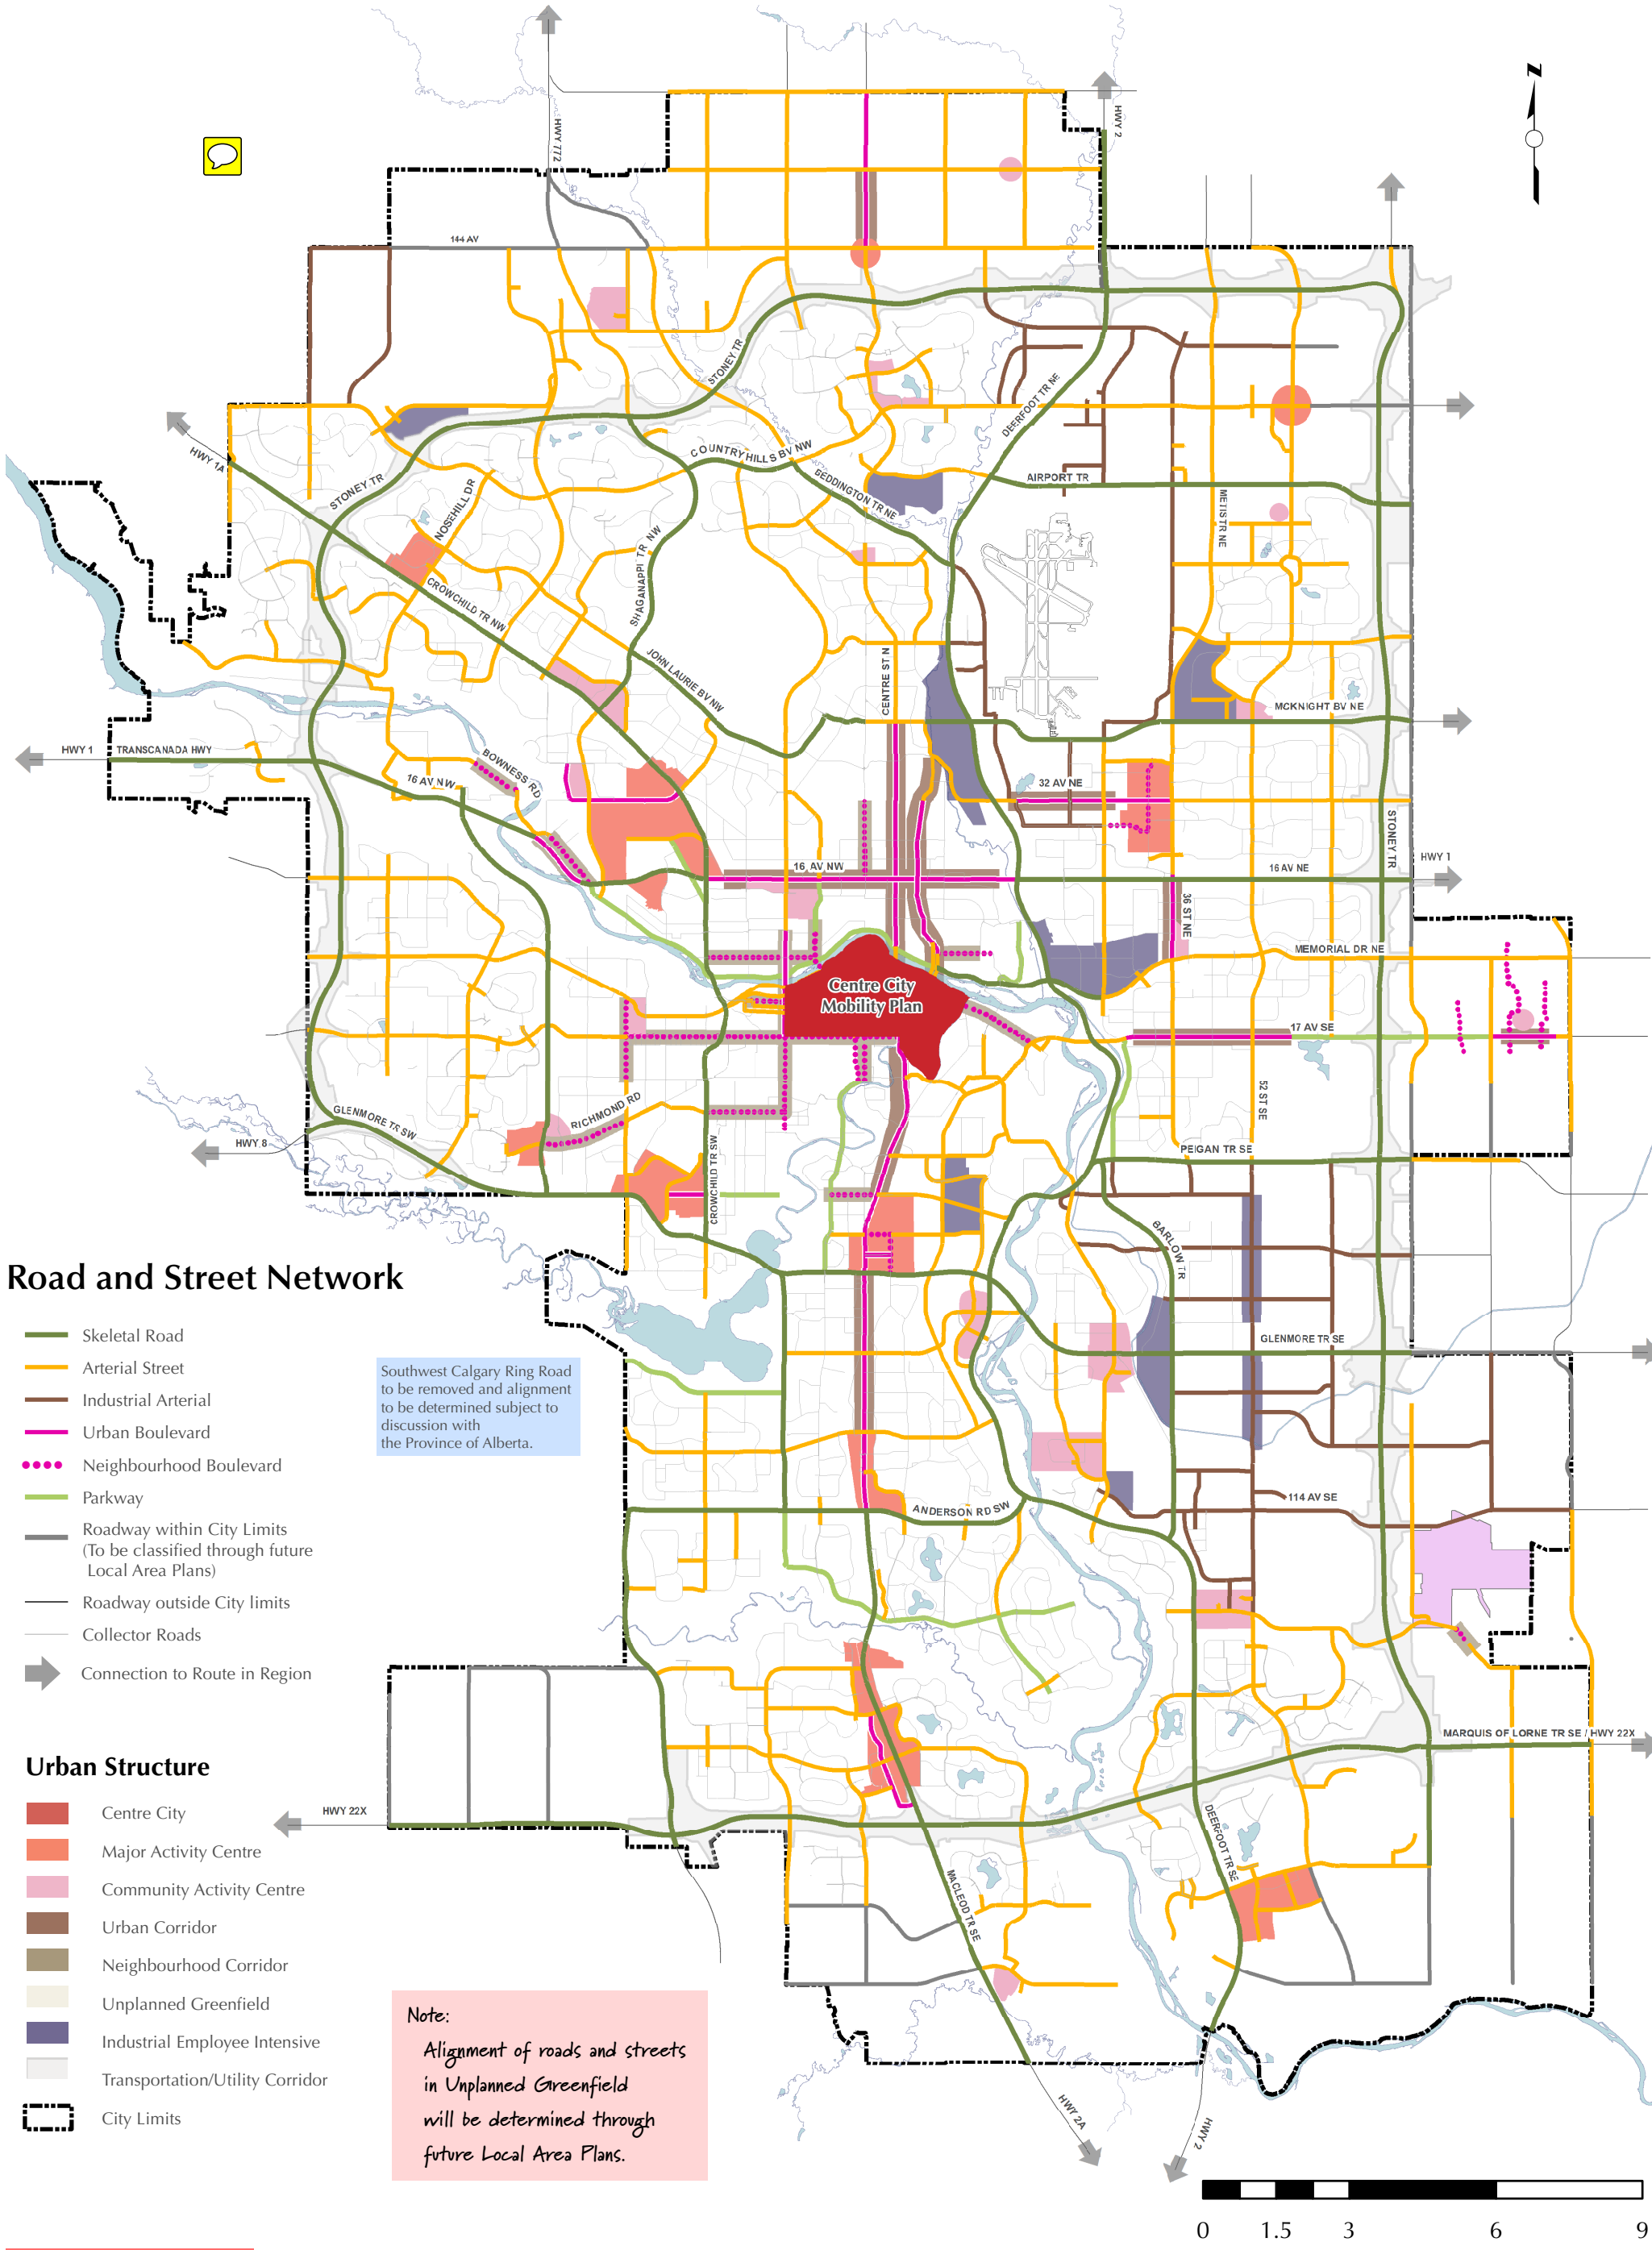 HWY 772
HWY 2
N
144 AV
STONEY TR
DEERFOOT TR NE
HWY 1A
COUNTRY HILLS BV NW
BEDDINGTON TR NE
AIRPORT TR
STONEY TR
NOSEHILL DR
METIS TR NE
SHAGANAPPI TR NW
CROWCHILD TR NW
JOHN LAURIE BV NW
CENTRE ST N
MCKNIGHT BV NE
HWY 1
TRANSCANADA HWY
BOWNESS RD
16 AV NW
32 AV NE
STONEY TR
HWY 1
16 AV NW
16 AV NE
36 ST NE
MEMORIAL DR NE
Centre City
Mobility Plan
17 AV SE
52 ST SE
GLENMORE TR SW
RICHMOND RD
HWY 8
CROWCHILD TR SW
PEIGAN TR SE
BARLOW TR
GLENMORE TR SE
Road and Street Network
Skeletal Road
Arterial Street
Industrial Arterial
Urban Boulevard
Neighbourhood Boulevard
Parkway
Roadway within City Limits
(To be classified through future
Local Area Plans)
Roadway outside City limits
Collector Roads
Connection to Route in Region
Southwest Calgary Ring Road
to be removed and alignment
to be determined subject to
discussion with
the Province of Alberta.
ANDERSON RD SW
114 AV SE
MARQUIS OF LORNE TR SE / HWY 22X
HWY 22X
DEERFOOT TR SE
MACLEOD TR SE
Urban Structure
Centre City
Major Activity Centre
Community Activity Centre
Urban Corridor
Neighbourhood Corridor
Unplanned Greenfield
Industrial Employee Intensive
Transportation/Utility Corridor
City Limits
Note:
Alignment of roads and streets
in Unplanned Greenfield
will be determined through
future Local Area Plans.
HWY 2A
HWY 2
0 1.5 3 6 9